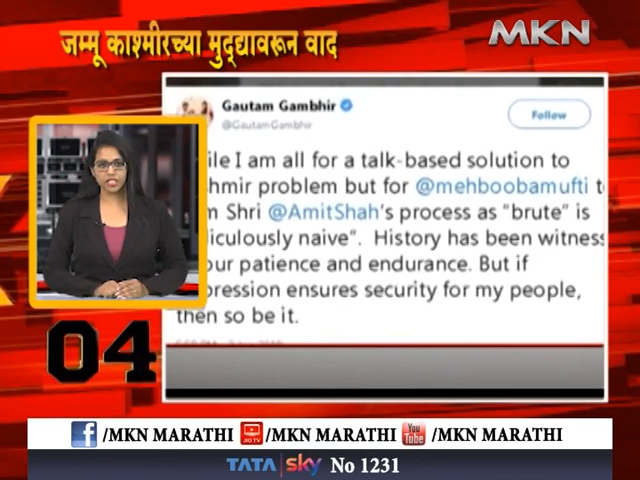 जम्मू काश्मीरच्या मुद्द्यावरून वाद
MKN
Gautam Gambhir
@GautamGambhir
Follow
ile I am all for a talk-based solution to
hmir problem but for @mehboobamufti t
m Shri @AmitShah's process as "brute" is
diculously naive". History has been witness
our patience and endurance. But if
pression ensures security for my people,
then so be it.
04
/MKN MARATHI /MKN MARATHI /MKN MARATHI
TATA sky No 1231